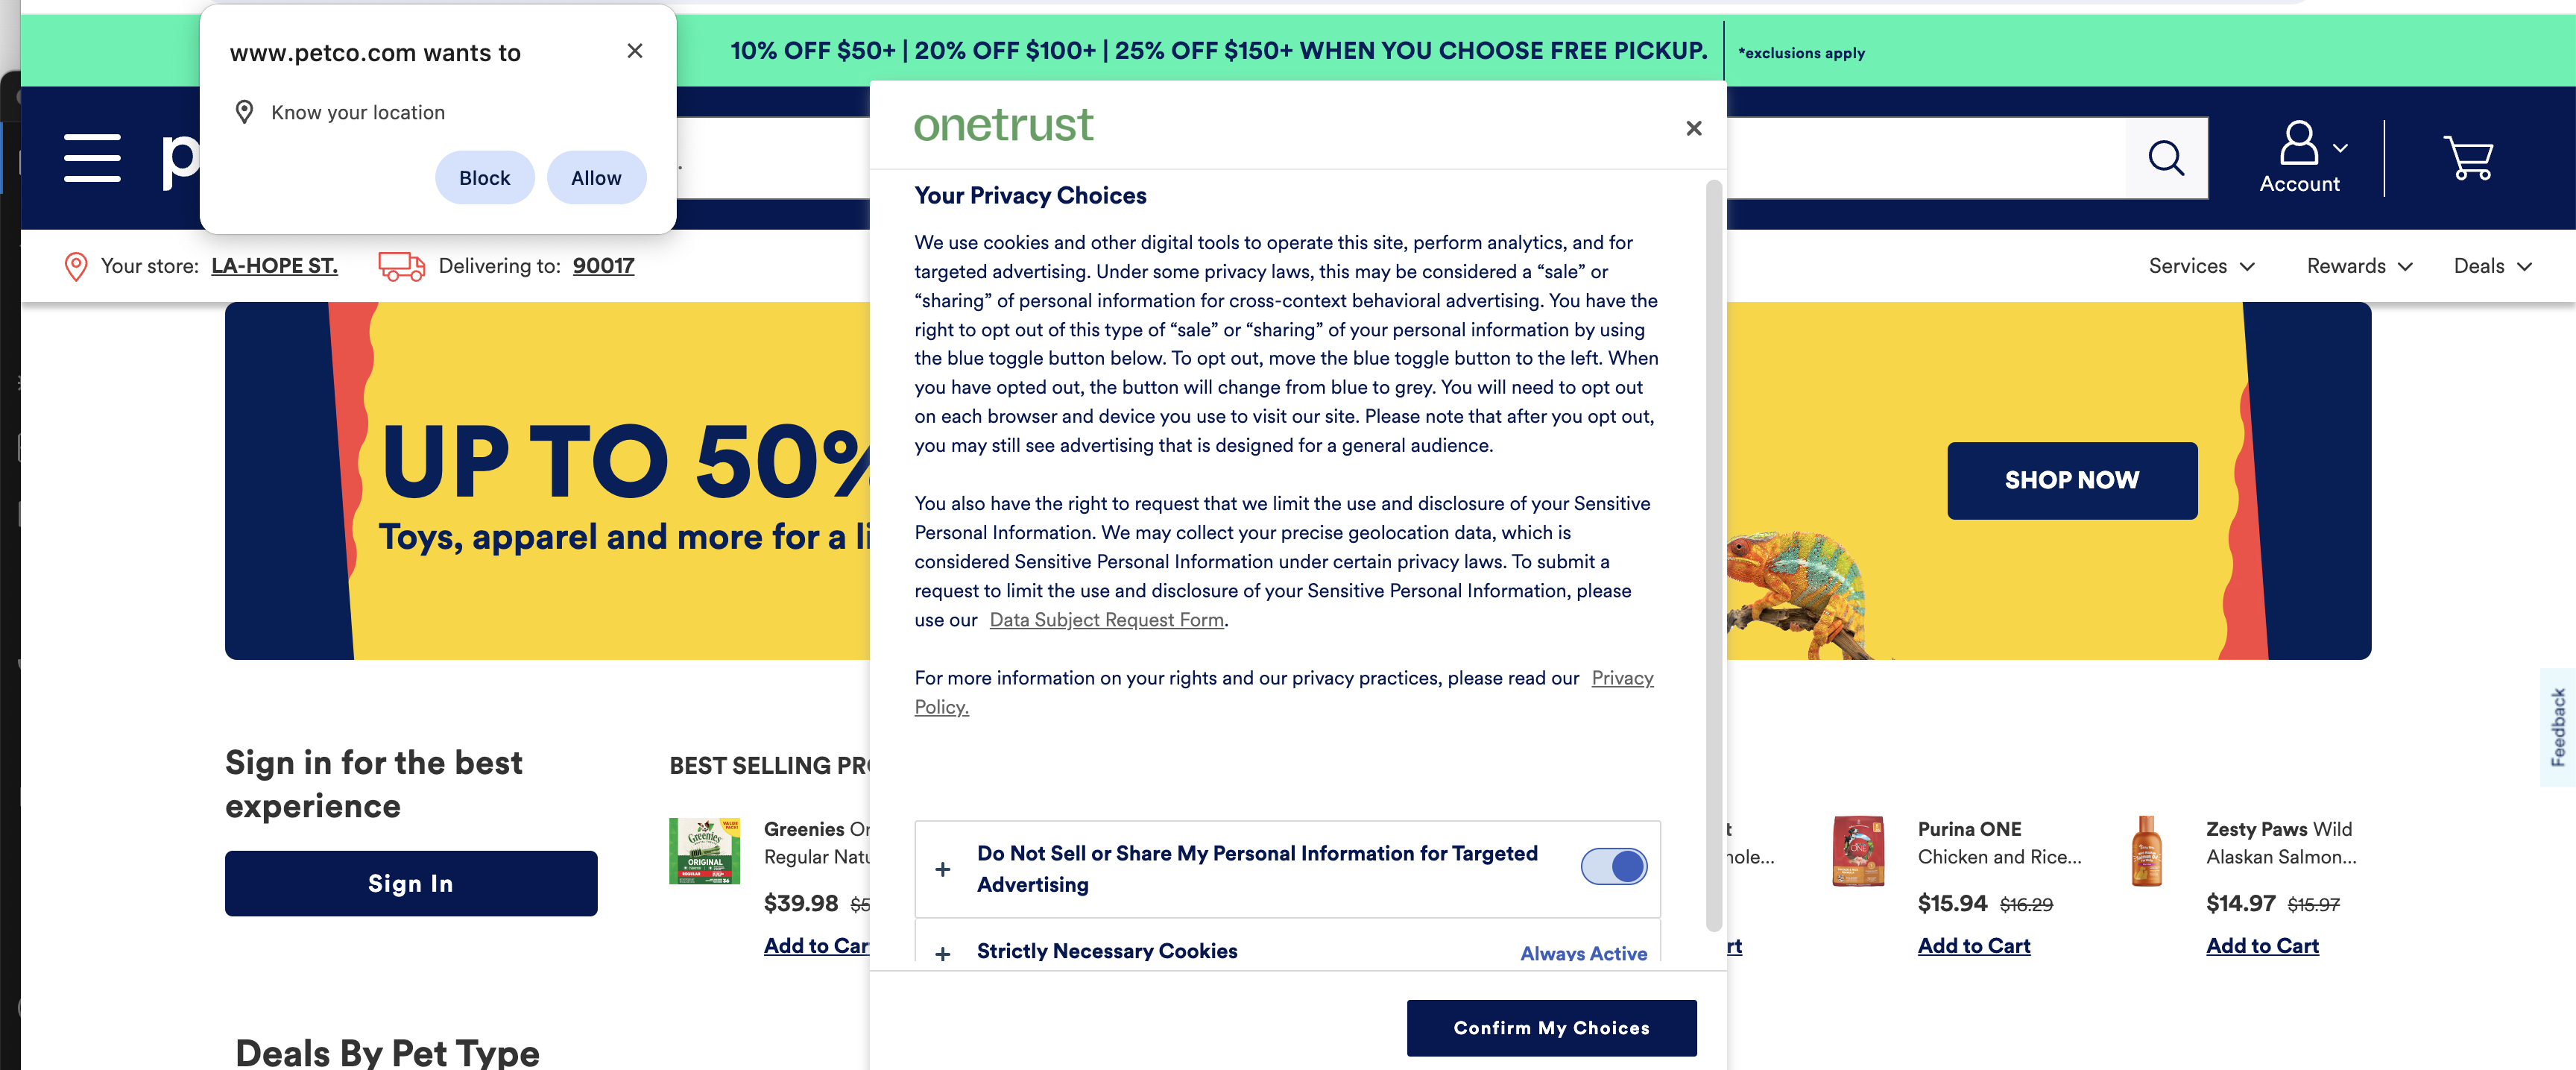 www.petco.com wants to
Know your location
Block
Allow
10% OFF $50+ | 20% OFF $100+ | 25% OFF $150+ WHEN YOU CHOOSE FREE PICKUP.
*exclusions apply
p
Account
Your store: LA-HOPE ST.
Delivering to: 90017
Services
Rewards
Deals
onetrust
Your Privacy Choices
We use cookies and other digital tools to operate this site, perform analytics, and for
targeted advertising. Under some privacy laws, this may be considered a “sale” or
“sharing” of personal information for cross-context behavioral advertising. You have the
right to opt out of this type of “sale” or “sharing” of your personal information by using
the blue toggle button below. To opt out, move the blue toggle button to the left. When
you have opted out, the button will change from blue to grey. You will need to opt out
on each browser and device you use to visit our site. Please note that after you opt out,
you may still see advertising that is designed for a general audience.
You also have the right to request that we limit the use and disclosure of your Sensitive
Personal Information. We may collect your precise geolocation data, which is
considered Sensitive Personal Information under certain privacy laws. To submit a
request to limit the use and disclosure of your Sensitive Personal Information, please
use our Data Subject Request Form.
For more information on your rights and our privacy practices, please read our Privacy
Policy.
Do Not Sell or Share My Personal Information for Targeted
Advertising
Strictly Necessary Cookies
Always Active
Confirm My Choices
UP TO 50%
Toys, apparel and more for a li
SHOP NOW
Feedback
Sign in for the best
experience
Sign In
BEST SELLING PR
Greenies
ORIGINAL
Greenies Or
Regular Natu
$39.98 $5
Add to Car
t
ole...
rt
ONE
Purina ONE
Chicken and Rice...
$15.94 $16.29
Add to Cart
Zesty Paws Wild
Alaskan Salmon...
$14.97 $15.97
Add to Cart
Deals By Pet Type